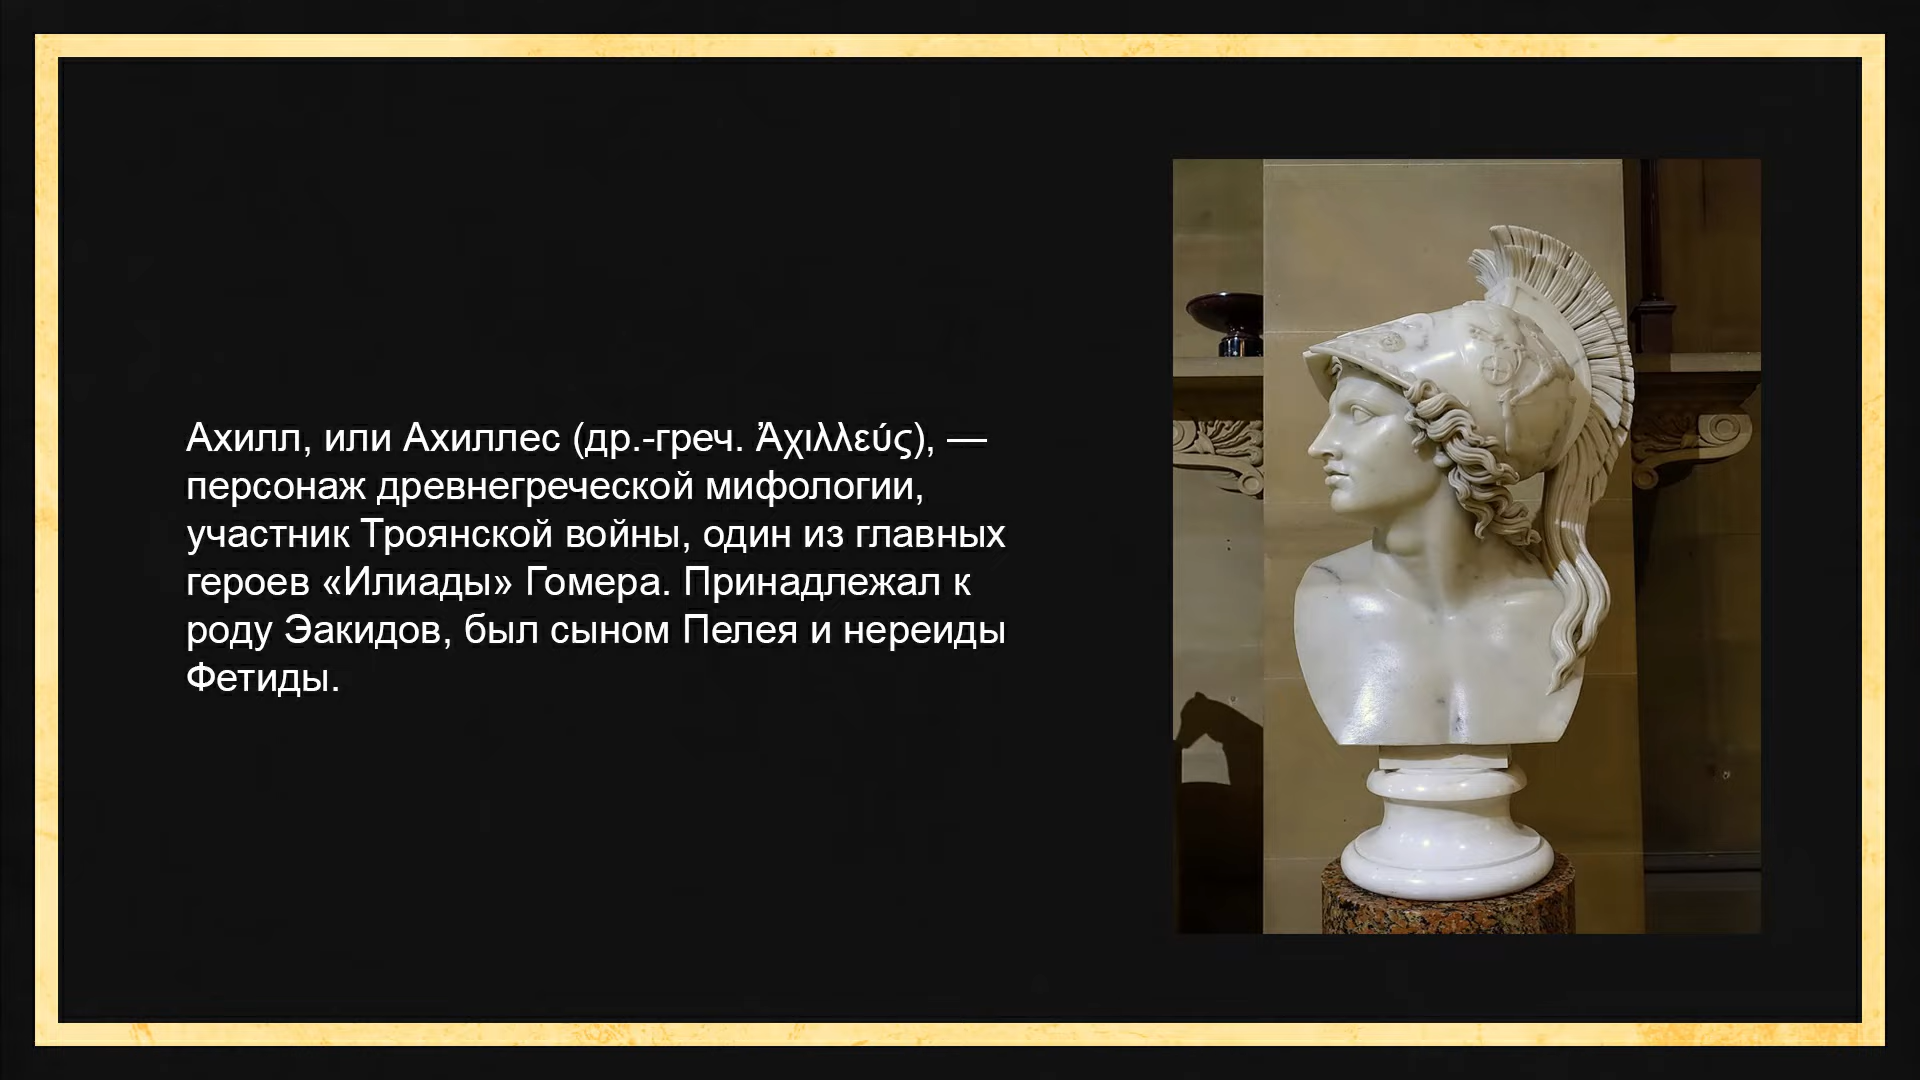 Ахилл, или Ахиллес (др.-греч. Ἀχιλλεύς), —
персонаж древнегреческой мифологии,
участник Троянской войны, один из главных
героев «Илиады» Гомера. Принадлежал к
роду Эакидов, был сыном Пелея и нереиды
Фетиды.